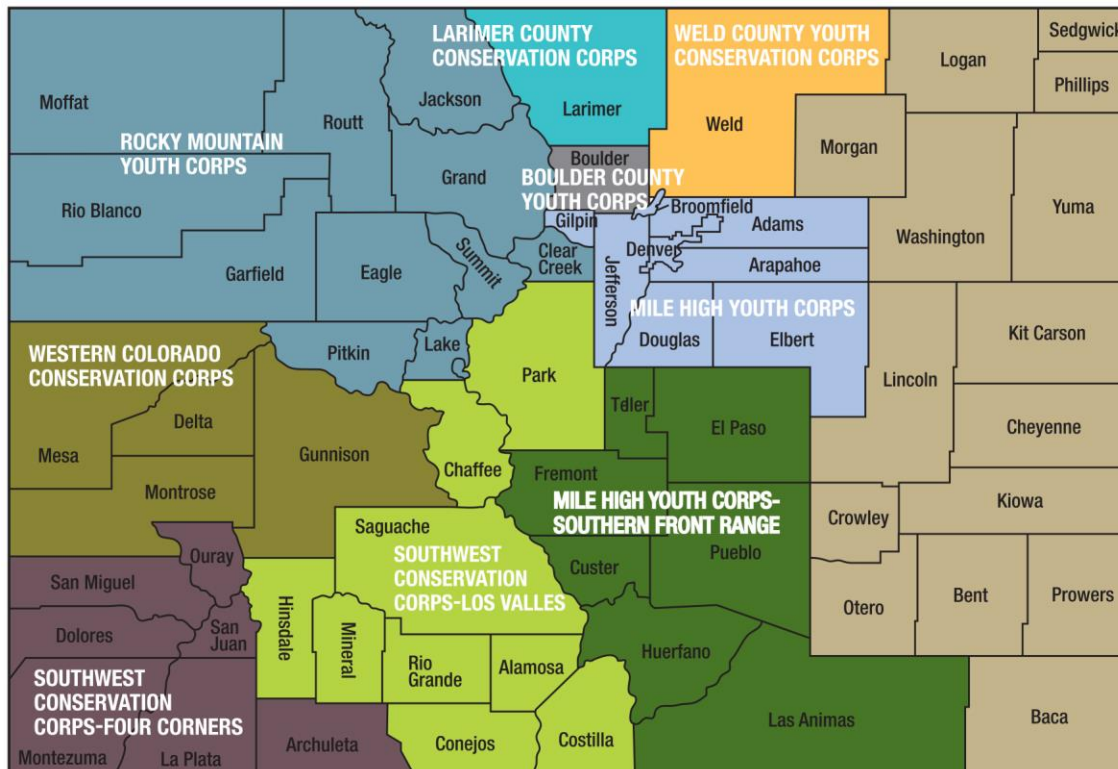 LARIMER COUNTY
CONSERVATION CORPS
WELD COUNTY YOUTH
CONSERVATION CORPS
Sedgwick
Logan
Phillips
Moffat
Jackson
Routt
Larimer
Weld
Morgan
ROCKY MOUNTAIN
YOUTH CORPS
Boulder
BOULDER COUNTY
YOUTH CORPS
Grand
Rio Blanco
Yuma
Gilpin
Broomfield
Adams
Washington
Clear
Creek
Denver
Arapahoe
Jefferson
Summit
Eagle
Garfield
MILE HIGH YOUTH CORPS
Douglas
Elbert
Kit Carson
WESTERN COLORADO
CONSERVATION CORPS
Pitkin
Lake
Park
Lincoln
Tdler
El Paso
Delta
Cheyenne
Mesa
Gunnison
Chaffee
Fremont
Montrose
MILE HIGH YOUTH CORPS-
SOUTHERN FRONT RANGE
Kiowa
Crowley
Saguache
Ouray
SOUTHWEST
CONSERVATION
CORPS-LOS VALLES
Pueblo
Custer
San Miguel
Otero
Bent
Prowers
Hinsdale
Mineral
Dolores
San
Juan
Rio
Grande
Alamosa
Huerfano
SOUTHWEST
CONSERVATION
CORPS-FOUR CORNERS
Las Animas
Baca
Montezuma
La Plata
Archuleta
Conejos
Costilla